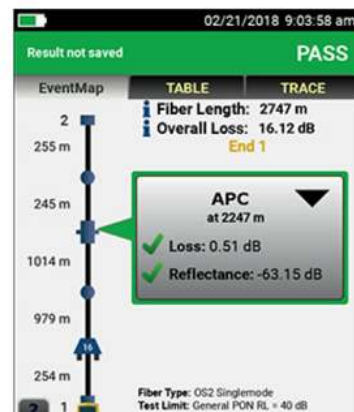 02/21/2018 9:03:58 am
Result not saved PASS
EventMap TABLE TRACE
Fiber Length: 2747 m
Overall Loss: 16.12 dB
End 1
2
255 m
245 m
1014 m
979 m
16
254 m
2 1
APC
at 2247 m
Loss: 0.51 dB
Reflectance: -63.15 dB
Fiber Type: OS2 Singlemode
Test Limit: General PON RL = 40 dB